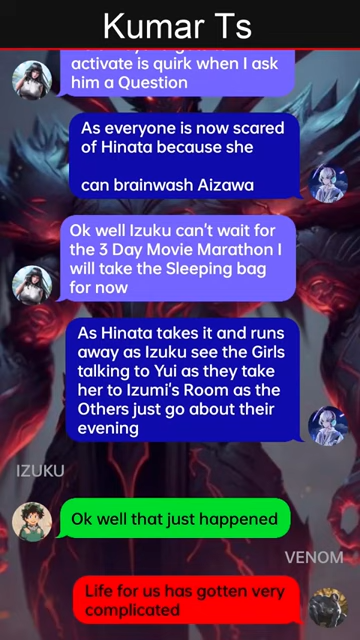 Kumar Ts
activate is quirk when I ask
him a Question
As everyone is now scared
of Hinata because she
can brainwash Aizawa
Ok well Izuku can't wait for
the 3 Day Movie Marathon I
will take the Sleeping bag
for now
As Hinata takes it and runs
away as Izuku see the Girls
talking to Yui as they take
her to Izumi's Room as the
Others just go about their
evening
IZUKU
Ok well that just happened
VENOM
Life for us has gotten very
complicated